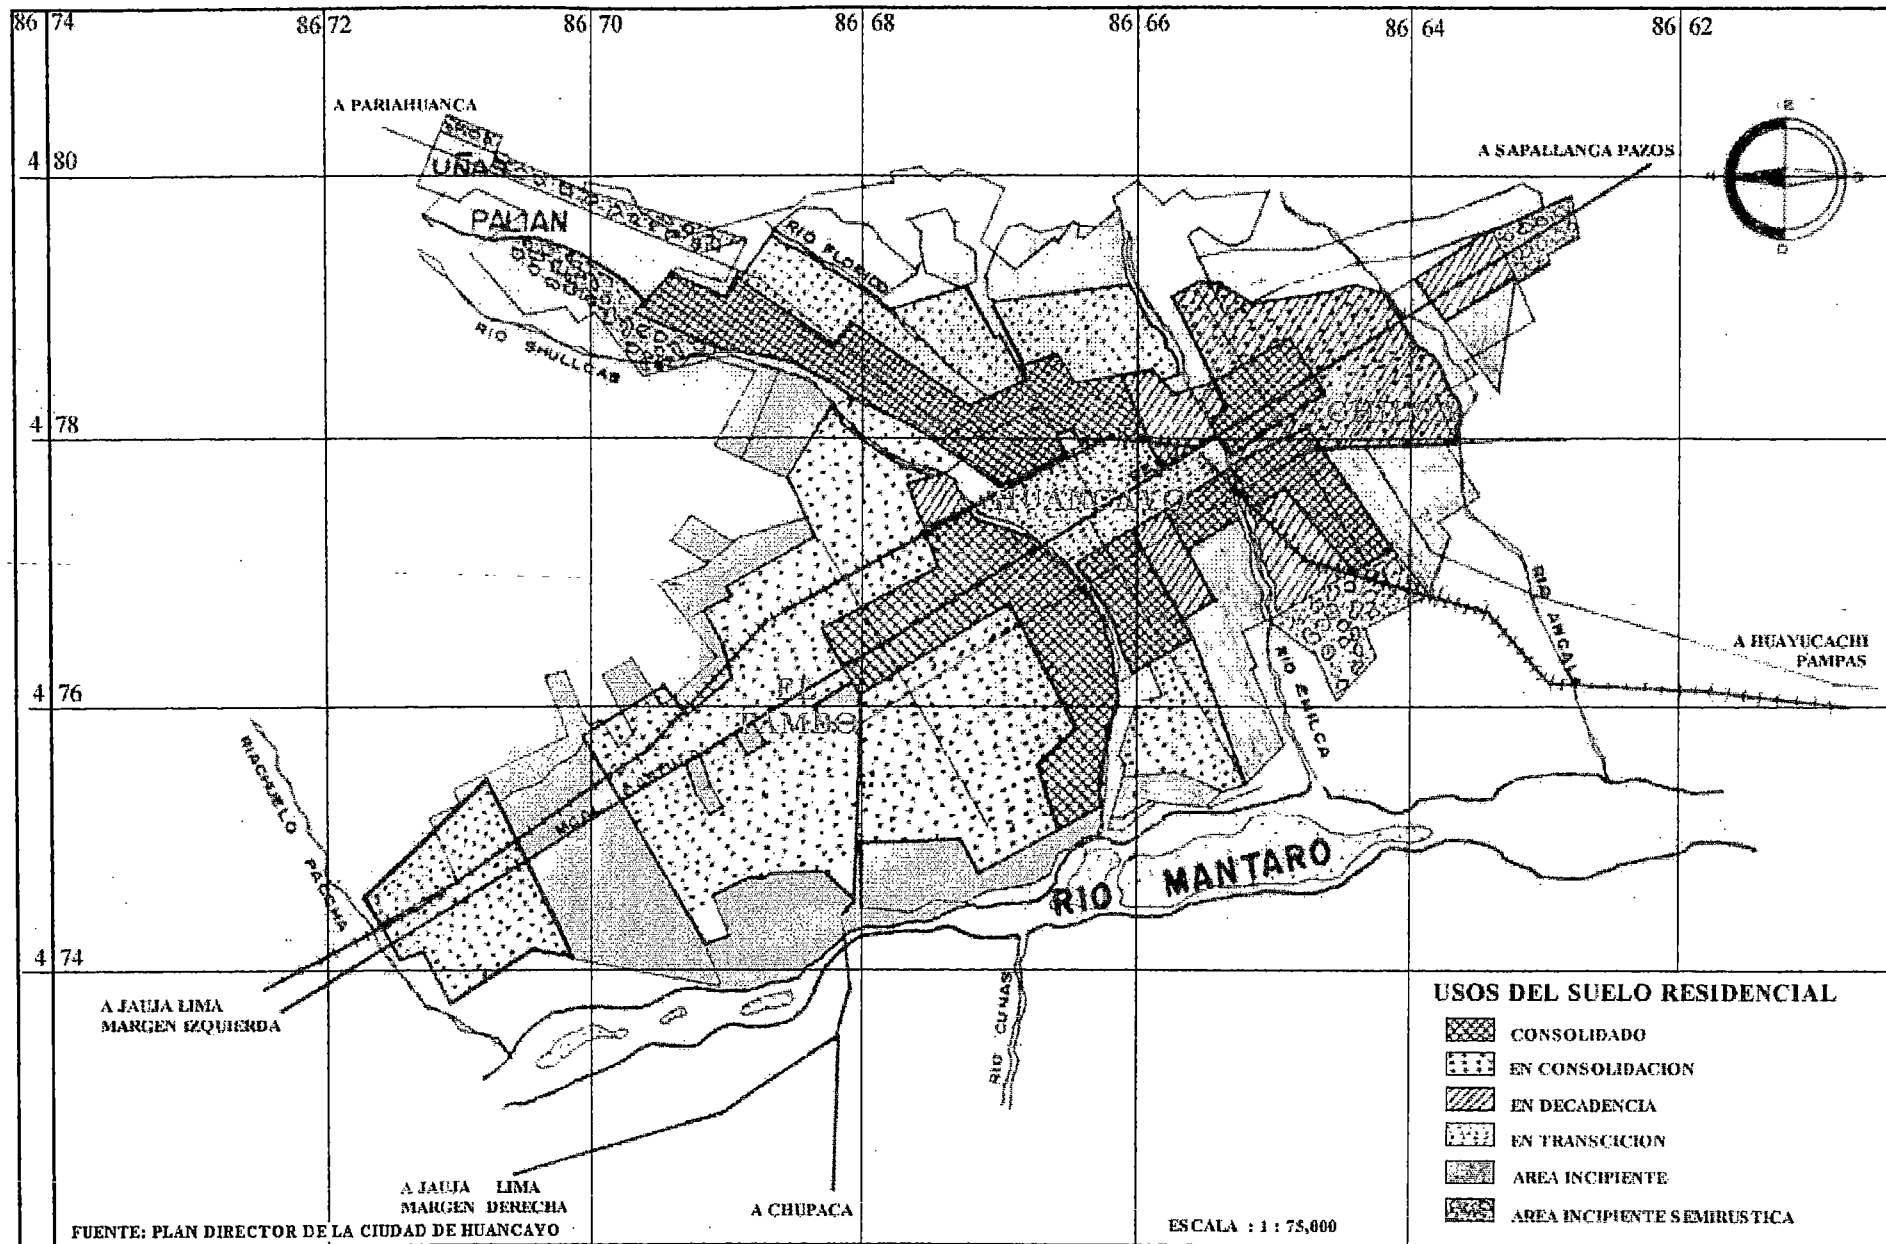 86 74
86 72
86 70
86 68
86 66
86 64
86 62
A PARIAHUANCA
A SAPALLANGA PAZOS
E
N
S
O
4 80
UÑAS
PALIAN
RIO FLORIDO
RIO SHULLCAS
4 78
CHILCA
HUANCAYO
RIO ANCALA
A HUAYUCACHI
PAMPAS
4 76
EL
TAMBO
RIO CHILCA
RIACHUELO PACCHA
RIO MANTARO
4 74
A JAUJA LIMA
MARGEN IZQUIERDA
RIO CUNAS
A JAUJA LIMA
MARGEN DERECHA
A CHUPACA
USOS DEL SUELO RESIDENCIAL
CONSOLIDADO
EN CONSOLIDACION
EN DECADENCIA
EN TRANSCICION
AREA INCIPIENTE
AREA INCIPIENTE SEMIRUSTICA
FUENTE: PLAN DIRECTOR DE LA CIUDAD DE HUANCAYO
ESCALA : 1 : 75,000